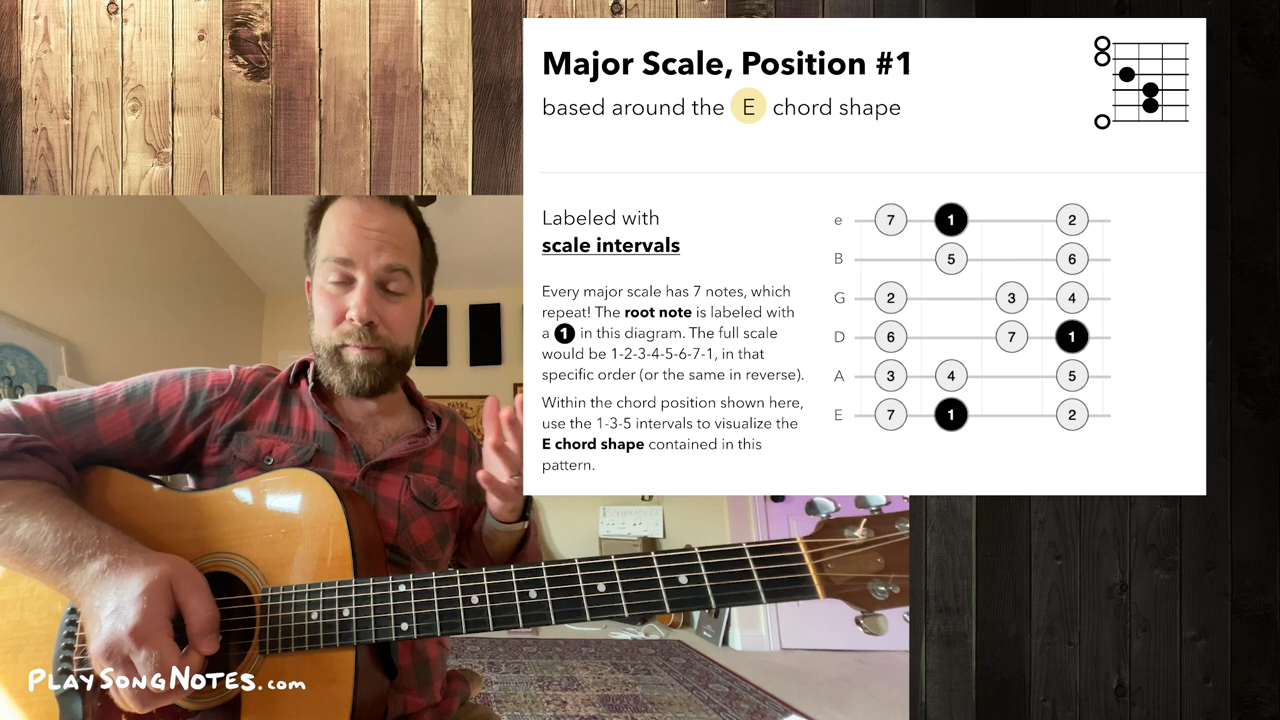 Major Scale, Position #1
based around the E chord shape
Labeled with
scale intervals
Every major scale has 7 notes, which
repeat! The root note is labeled with
a 1 in this diagram. The full scale
would be 1-2-3-4-5-6-7-1, in that
specific order (or the same in reverse).
Within the chord position shown here,
use the 1-3-5 intervals to visualize the
E chord shape contained in this
pattern.
e 7 1 2
B 5 6
G 2 3 4
D 6 7 1
A 3 4 5
E 7 1 2
PLAYSONGNOTES.COM